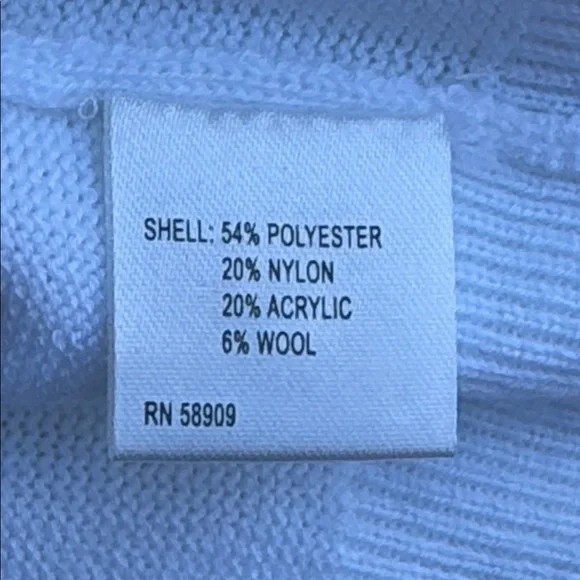 SHELL: 54% POLYESTER
20% NYLON
20% ACRYLIC
6% WOOL
RN 58909